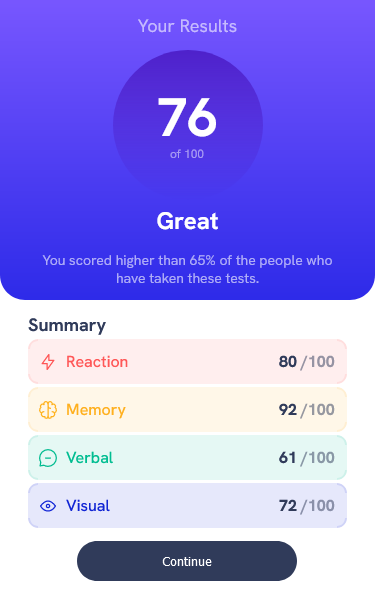 Your Results
76
of 100
Great
You scored higher than 65% of the people who
have taken these tests.
Summary
Reaction 80 /100
Memory 92 /100
Verbal 61 /100
Visual 72 /100
Continue